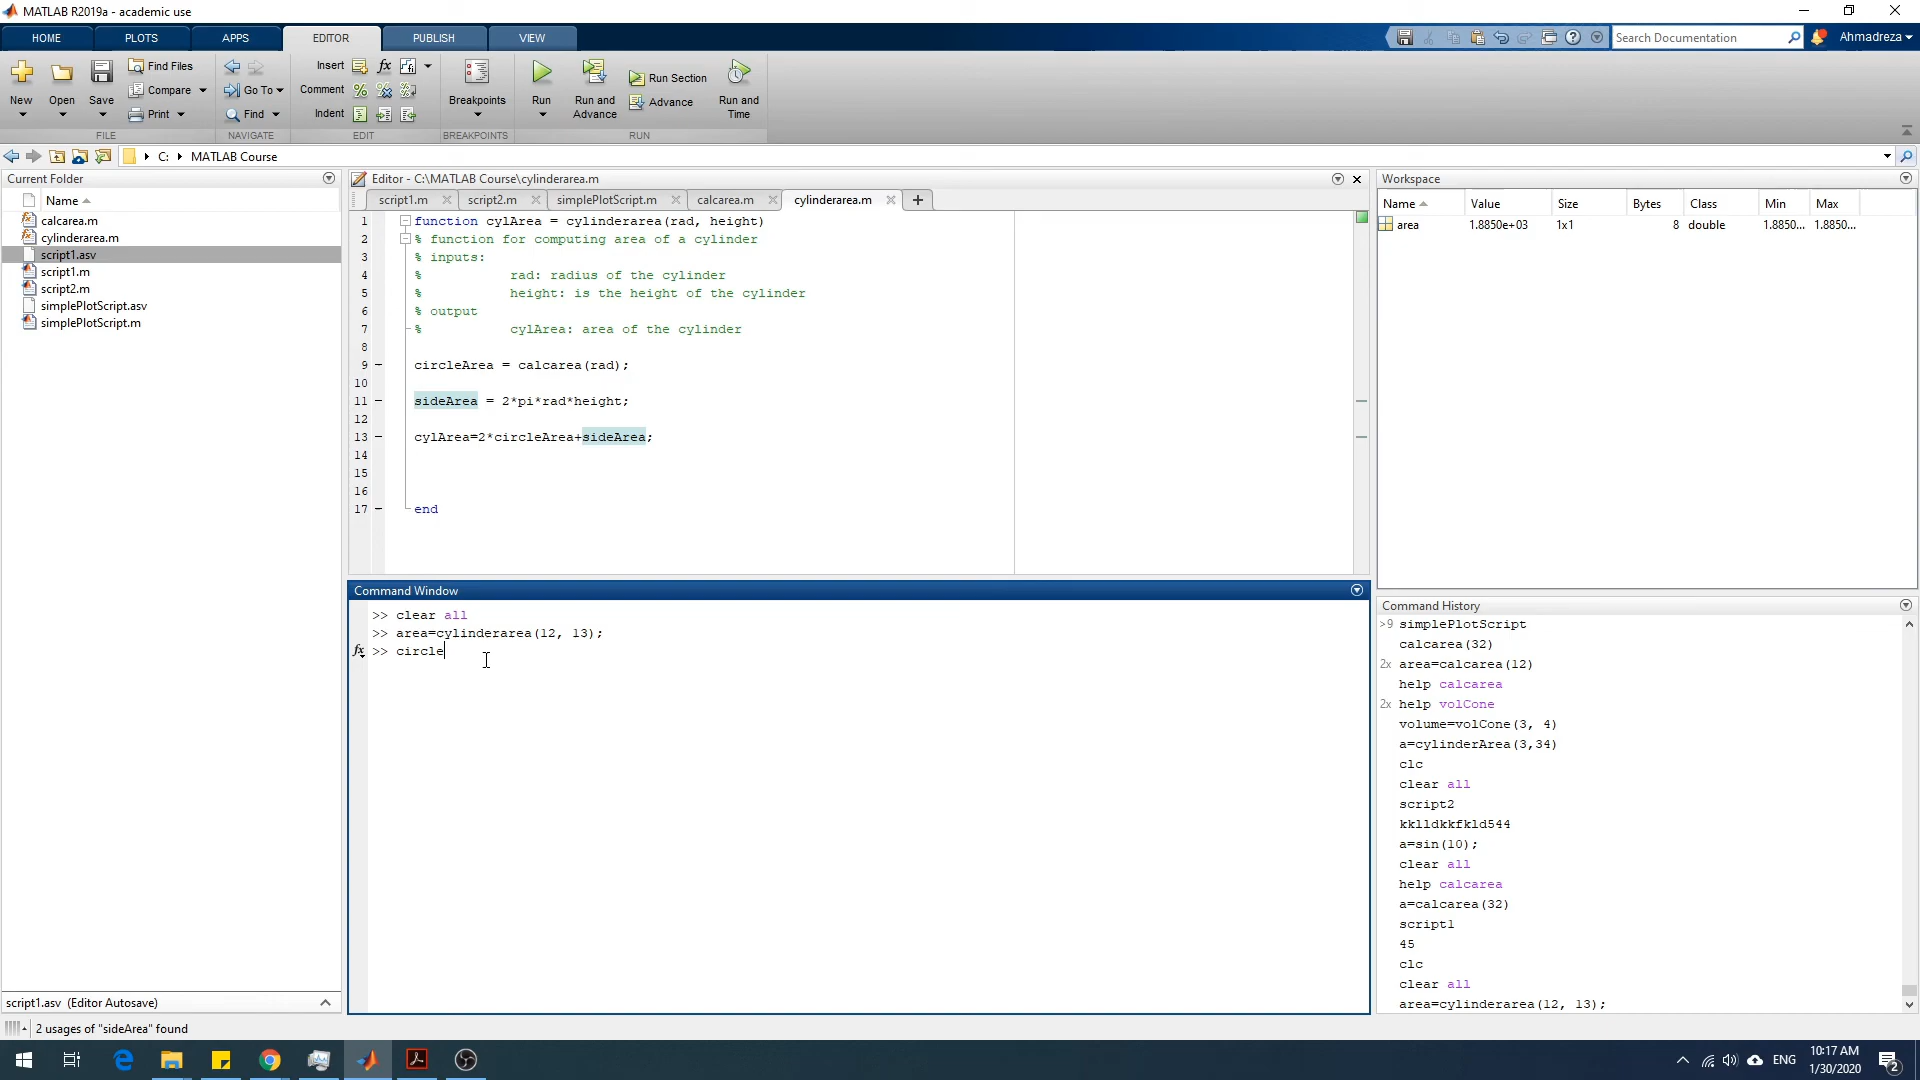 MATLAB R2019a - academic use
HOME PLOTS APPS EDITOR PUBLISH VIEW
Search Documentation Ahmadreza
New Open Save Find Files Compare Print
FILE
Go To Find
NAVIGATE
Insert fx
Comment
Indent
EDIT
Breakpoints
BREAKPOINTS
Run Run and Advance Run Section Advance Run and Time
RUN
C: MATLAB Course
Current Folder
Name
calcarea.m
cylinderarea.m
script1.asv
script1.m
script2.m
simplePlotScript.asv
simplePlotScript.m
script1.asv (Editor Autosave)
Editor - C:\MATLAB Course\cylinderarea.m
script1.m script2.m simplePlotScript.m calcarea.m cylinderarea.m
1 function cylArea = cylinderarea(rad, height)
2 % function for computing area of a cylinder
3 % inputs:
4 % rad: radius of the cylinder
5 % height: is the height of the cylinder
6 % output
7 % cylArea: area of the cylinder
8
9 circleArea = calcarea(rad);
10
11 sideArea = 2*pi*rad*height;
12
13 cylArea=2*circleArea+sideArea;
14
15
16
17 end
Command Window
>> clear all
>> area=cylinderarea(12, 13);
fx >> circle
Workspace
Name Value Size Bytes Class Min Max
area 1.8850e+03 1x1 8 double 1.8850... 1.8850...
Command History
>9 simplePlotScript
calcarea(32)
2x area=calcarea(12)
help calcarea
2x help volCone
volume=volCone(3, 4)
a=cylinderArea(3,34)
clc
clear all
script2
kklldkkfkld544
a=sin(10);
clear all
help calcarea
a=calcarea(32)
script1
45
clc
clear all
area=cylinderarea(12, 13);
2 usages of "sideArea" found
ENG
10:17 AM
1/30/2020
2